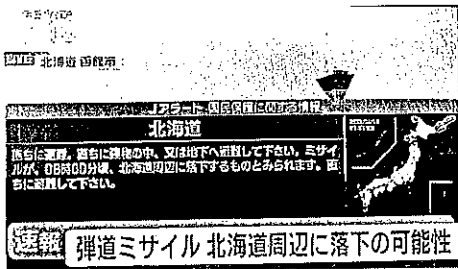 LIVE 北海道 函館市
Jアラート 国民保護に関する情報
北海道
直ちに避難。直ちに建物の中、又は地下へ避難して下さい。ミサイ
ルが、08時00分頃、北海道周辺に落下するものとみられます。直
ちに避難して下さい。
速報 弾道ミサイル 北海道周辺に落下の可能性